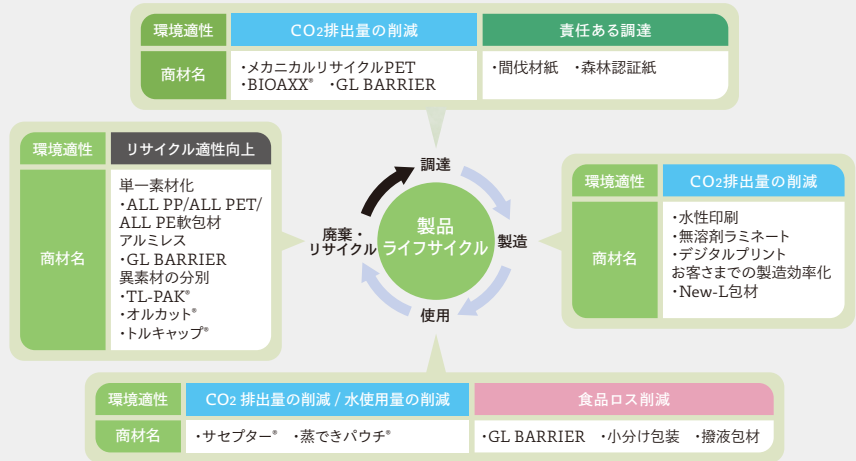 環境適性 CO2排出量の削減 責任ある調達
商材名 ・メカニカルリサイクルPET ・間伐材紙 ・森林認証紙
・BIOAXX® ・GL BARRIER
環境適性 リサイクル適性向上
商材名
単一素材化
・ALL PP/ALL PET/
ALL PE軟包材
アルミレス
・GL BARRIER
異素材の分別
・TL-PAK®
・オルカット®
・トルキャップ®
調達
製造
使用
廃棄・
リサイクル
製品
ライフサイクル
環境適性 CO2排出量の削減
商材名
・水性印刷
・無溶剤ラミネート
・デジタルプリント
お客さまでの製造効率化
・New-L包材
環境適性 CO2 排出量の削減 / 水使用量の削減 食品ロス削減
商材名 ・サセプター® ・蒸できパウチ® ・GL BARRIER ・小分け包装 ・撥液包材